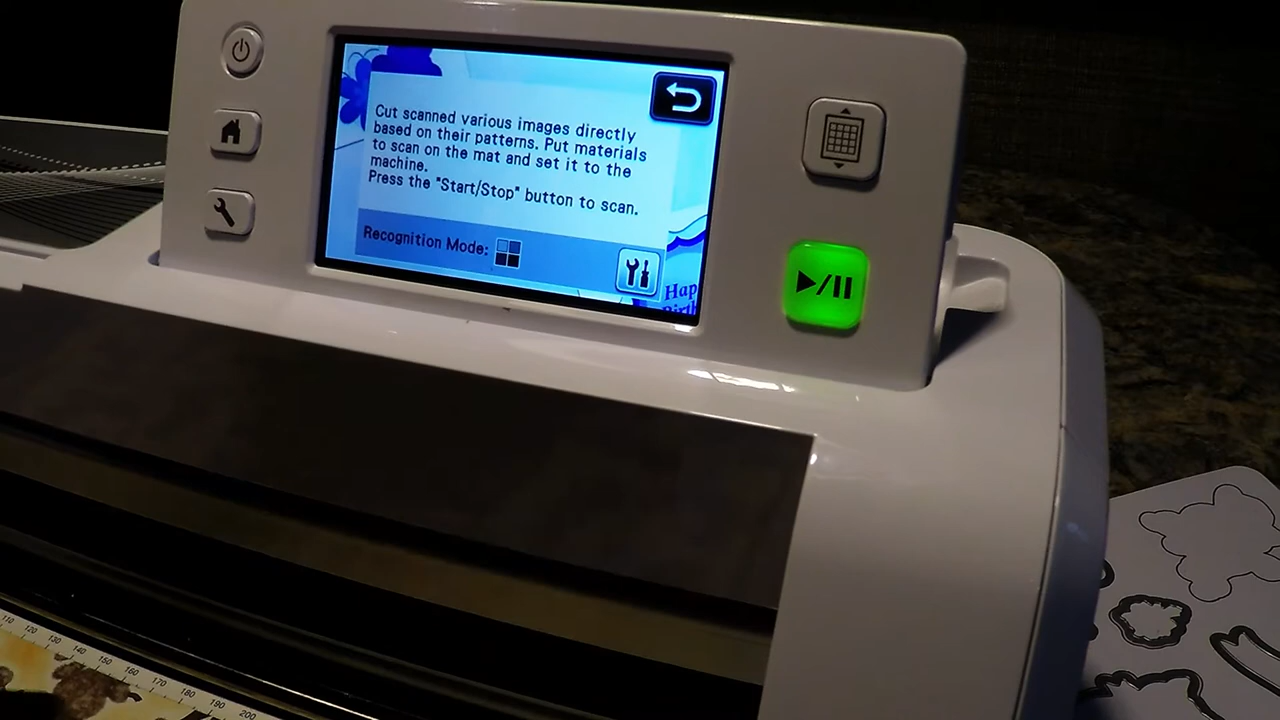 Cut scanned various images directly
based on their patterns. Put materials
to scan on the mat and set it to the
machine.
Press the "Start/Stop" button to scan.
Recognition Mode:
Hap
110 120 130 140 150 160 170 180 190 200